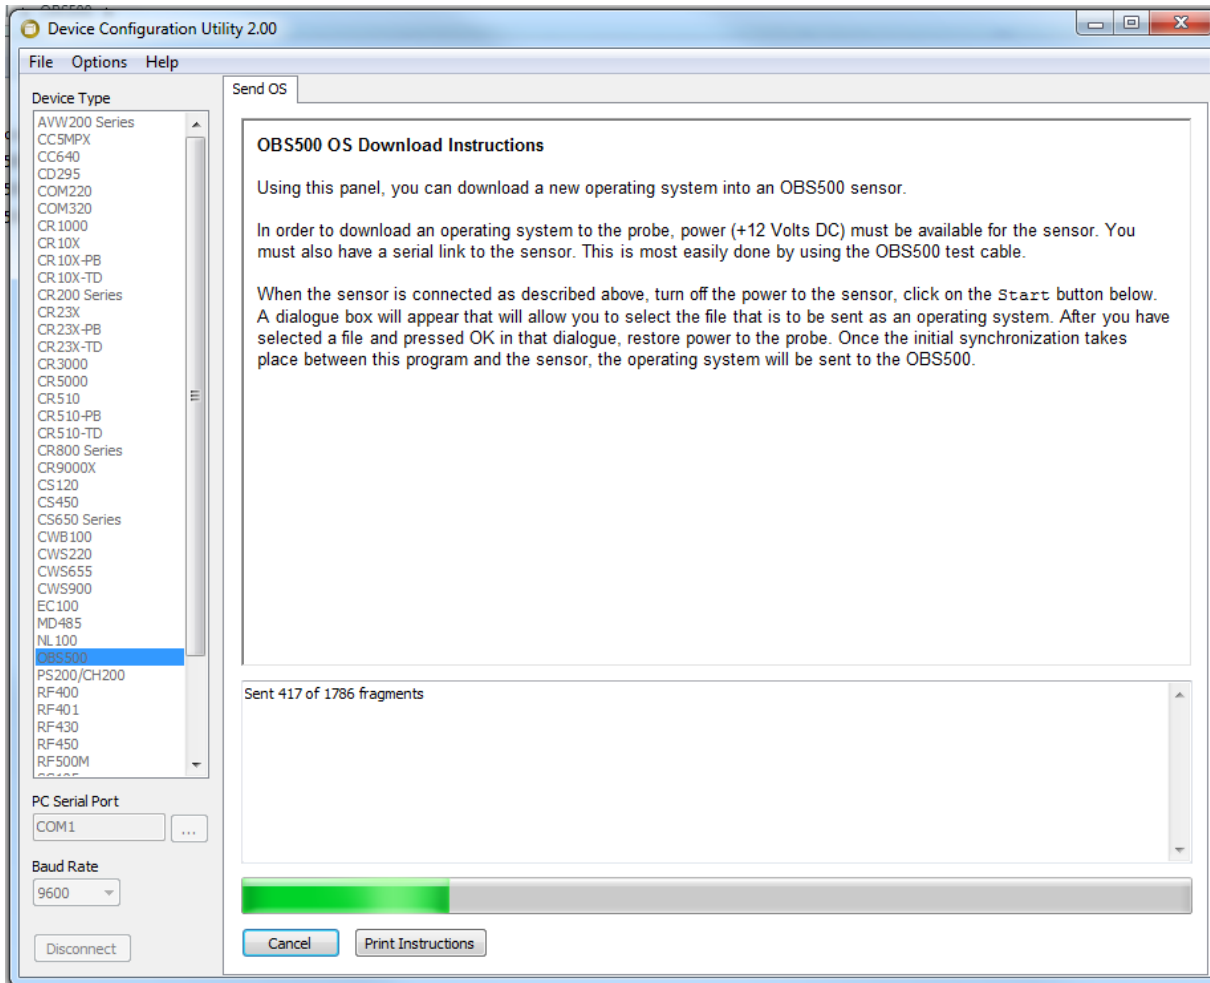 Device Configuration Utility 2.00
File Options Help
Device Type
AVW200 Series
CC5MPX
CC640
CD295
COM220
COM320
CR1000
CR10X
CR10X-PB
CR10X-TD
CR200 Series
CR23X
CR23X-PB
CR23X-TD
CR3000
CR5000
CR510
CR510-PB
CR510-TD
CR800 Series
CR9000X
CS120
CS450
CS650 Series
CWB100
CWS220
CWS655
CWS900
EC100
MD485
NL100
OBS500
PS200/CH200
RF400
RF401
RF430
RF450
RF500M
PC Serial Port
COM1
...
Baud Rate
9600
Disconnect
Send OS
OBS500 OS Download Instructions
Using this panel, you can download a new operating system into an OBS500 sensor.
In order to download an operating system to the probe, power (+12 Volts DC) must be available for the sensor. You
must also have a serial link to the sensor. This is most easily done by using the OBS500 test cable.
When the sensor is connected as described above, turn off the power to the sensor, click on the Start button below.
A dialogue box will appear that will allow you to select the file that is to be sent as an operating system. After you have
selected a file and pressed OK in that dialogue, restore power to the probe. Once the initial synchronization takes
place between this program and the sensor, the operating system will be sent to the OBS500.
Sent 417 of 1786 fragments
Cancel
Print Instructions